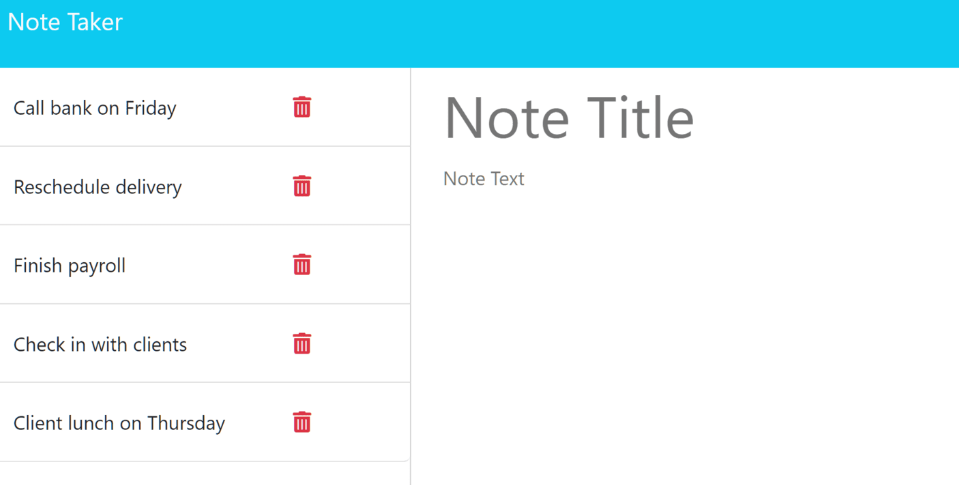 Note Taker
Call bank on Friday
Reschedule delivery
Finish payroll
Check in with clients
Client lunch on Thursday
Note Title
Note Text